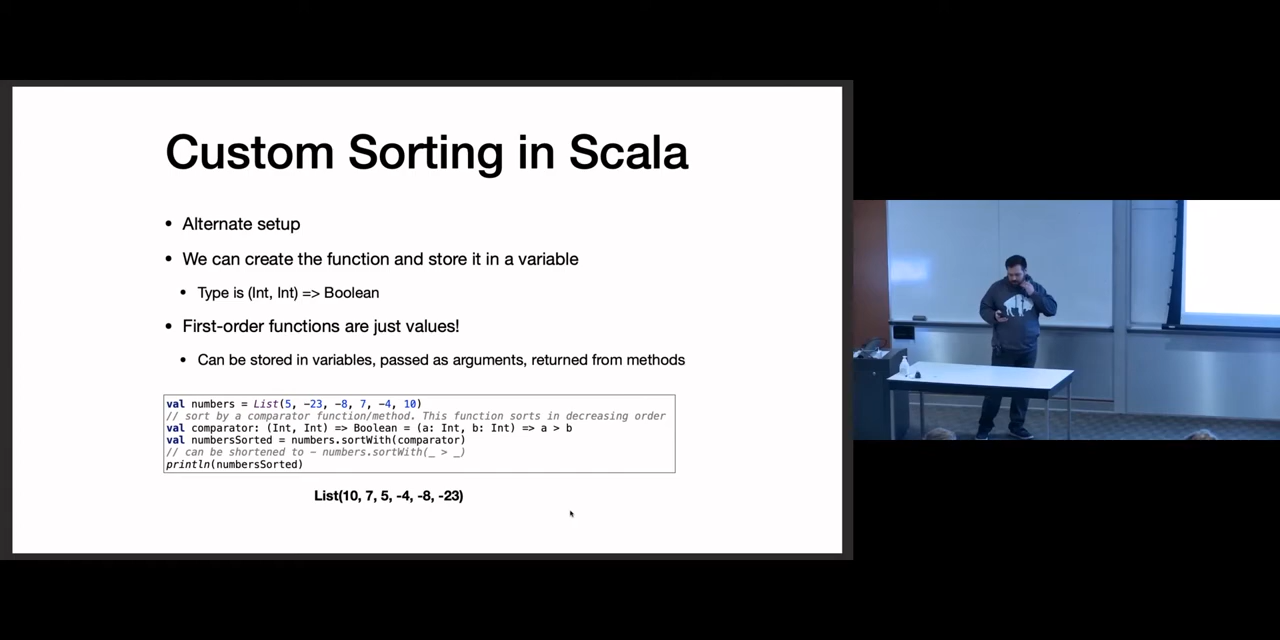 Custom Sorting in Scala
• Alternate setup
• We can create the function and store it in a variable
• Type is (Int, Int) => Boolean
• First-order functions are just values!
• Can be stored in variables, passed as arguments, returned from methods
val numbers = List(5, -23, -8, 7, -4, 10)
// sort by a comparator function/method. This function sorts in decreasing order
val comparator: (Int, Int) => Boolean = (a: Int, b: Int) => a > b
val numbersSorted = numbers.sortWith(comparator)
// can be shortened to - numbers.sortWith(_ > _)
println(numbersSorted)
List(10, 7, 5, -4, -8, -23)